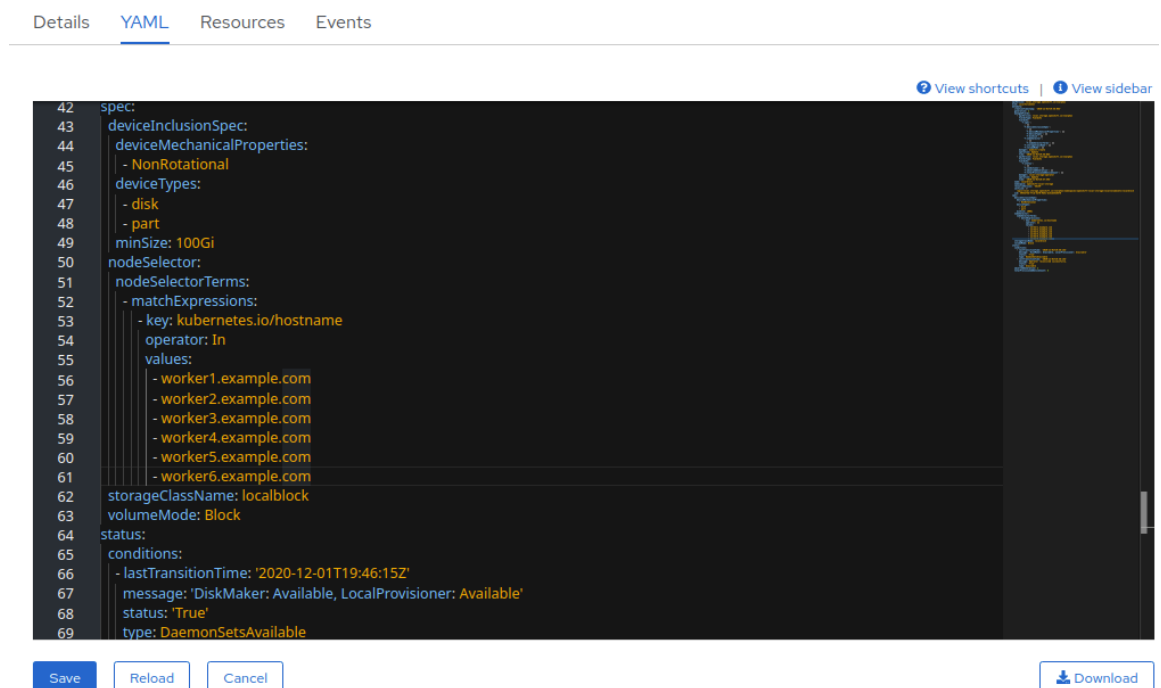 Details YAML Resources Events
View shortcuts | View sidebar
42 spec:
43 deviceInclusionSpec:
44 deviceMechanicalProperties:
45 - NonRotational
46 deviceTypes:
47 - disk
48 - part
49 minSize: 100Gi
50 nodeSelector:
51 nodeSelectorTerms:
52 - matchExpressions:
53 - key: kubernetes.io/hostname
54 operator: In
55 values:
56 - worker1.example.com
57 - worker2.example.com
58 - worker3.example.com
59 - worker4.example.com
60 - worker5.example.com
61 - worker6.example.com
62 storageClassName: localblock
63 volumeMode: Block
64 status:
65 conditions:
66 - lastTransitionTime: '2020-12-01T19:46:15Z'
67 message: 'DiskMaker: Available, LocalProvisioner: Available'
68 status: 'True'
69 type: DaemonSetsAvailable
Save Reload Cancel Download